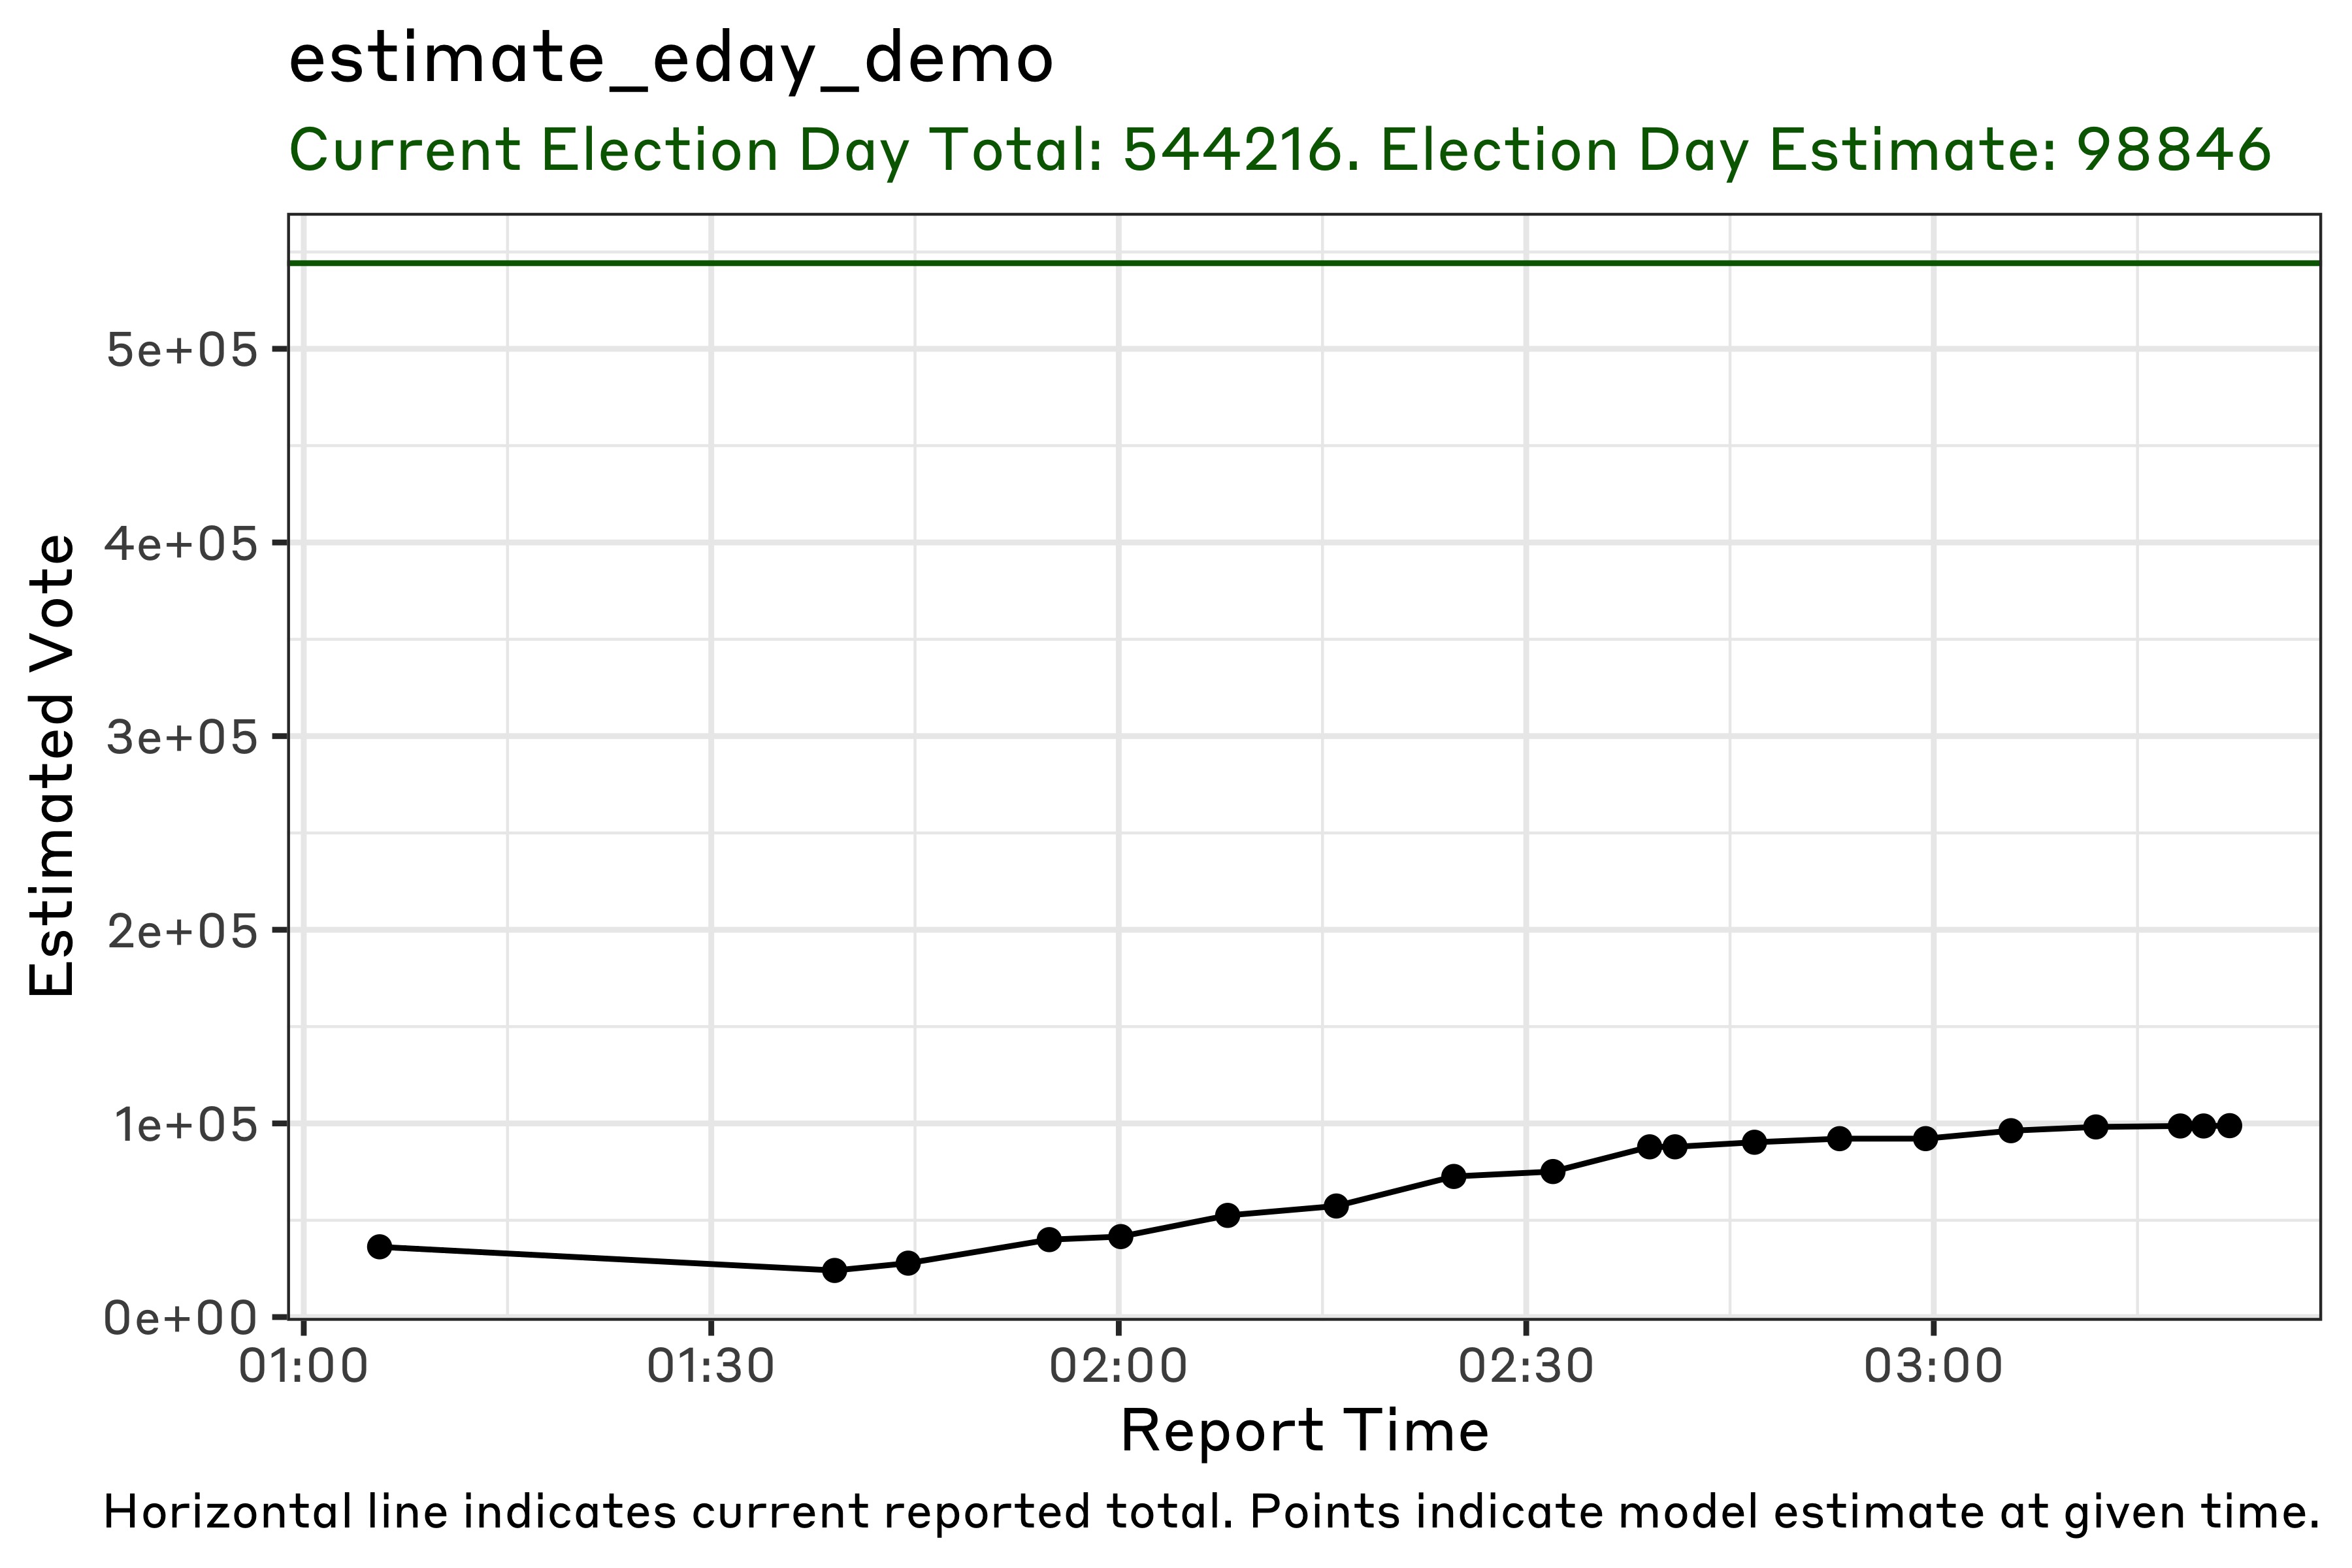 estimate_eday_demo
Current Election Day Total: 544216. Election Day Estimate: 98846
Estimated Vote
5e+05
4e+05
3e+05
2e+05
1e+05
0e+00
01:00 01:30 02:00 02:30 03:00
Report Time
Horizontal line indicates current reported total. Points indicate model estimate at given time.